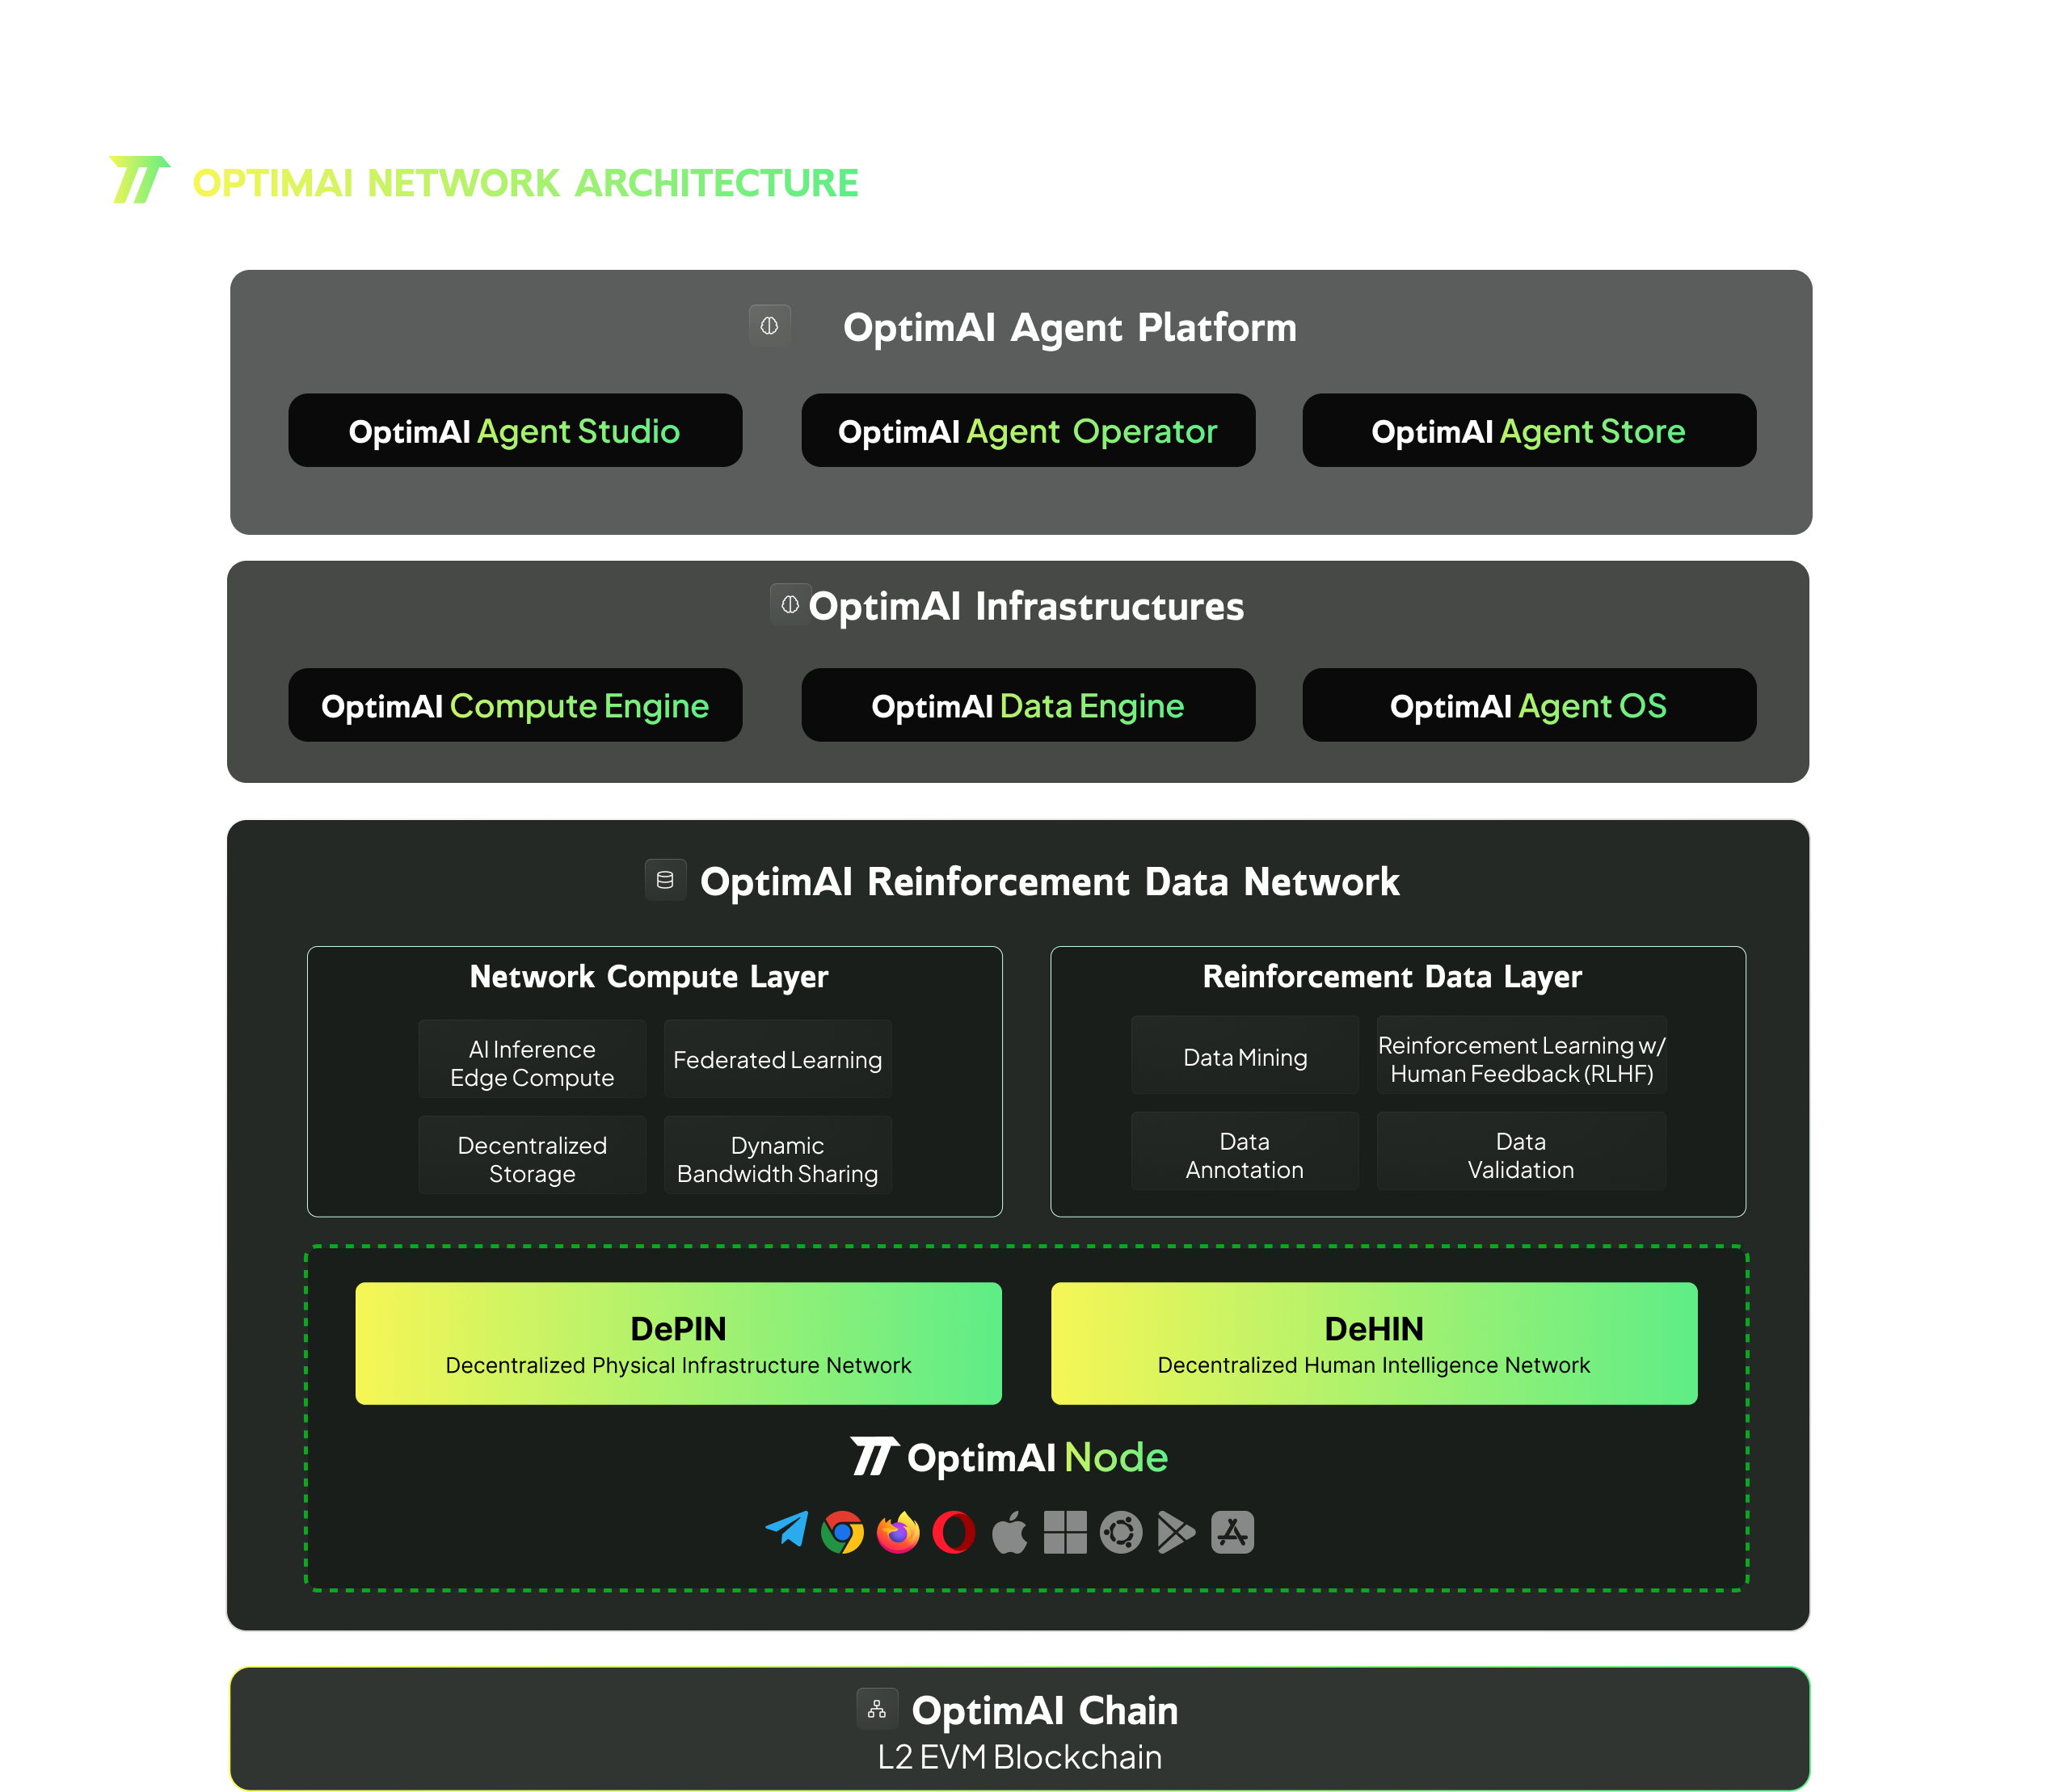 OPTIMAI NETWORK ARCHITECTURE
OptimAI Agent Platform
OptimAI Agent Studio
OptimAI Agent Operator
OptimAI Agent Store
OptimAI Infrastructures
OptimAI Compute Engine
OptimAI Data Engine
OptimAI Agent OS
OptimAI Reinforcement Data Network
Network Compute Layer
AI Inference
Edge Compute
Federated Learning
Decentralized
Storage
Dynamic
Bandwidth Sharing
Reinforcement Data Layer
Data Mining
Reinforcement Learning w/
Human Feedback (RLHF)
Data
Annotation
Data
Validation
DePIN
Decentralized Physical Infrastructure Network
DeHIN
Decentralized Human Intelligence Network
OptimAI Node
OptimAI Chain
L2 EVM Blockchain